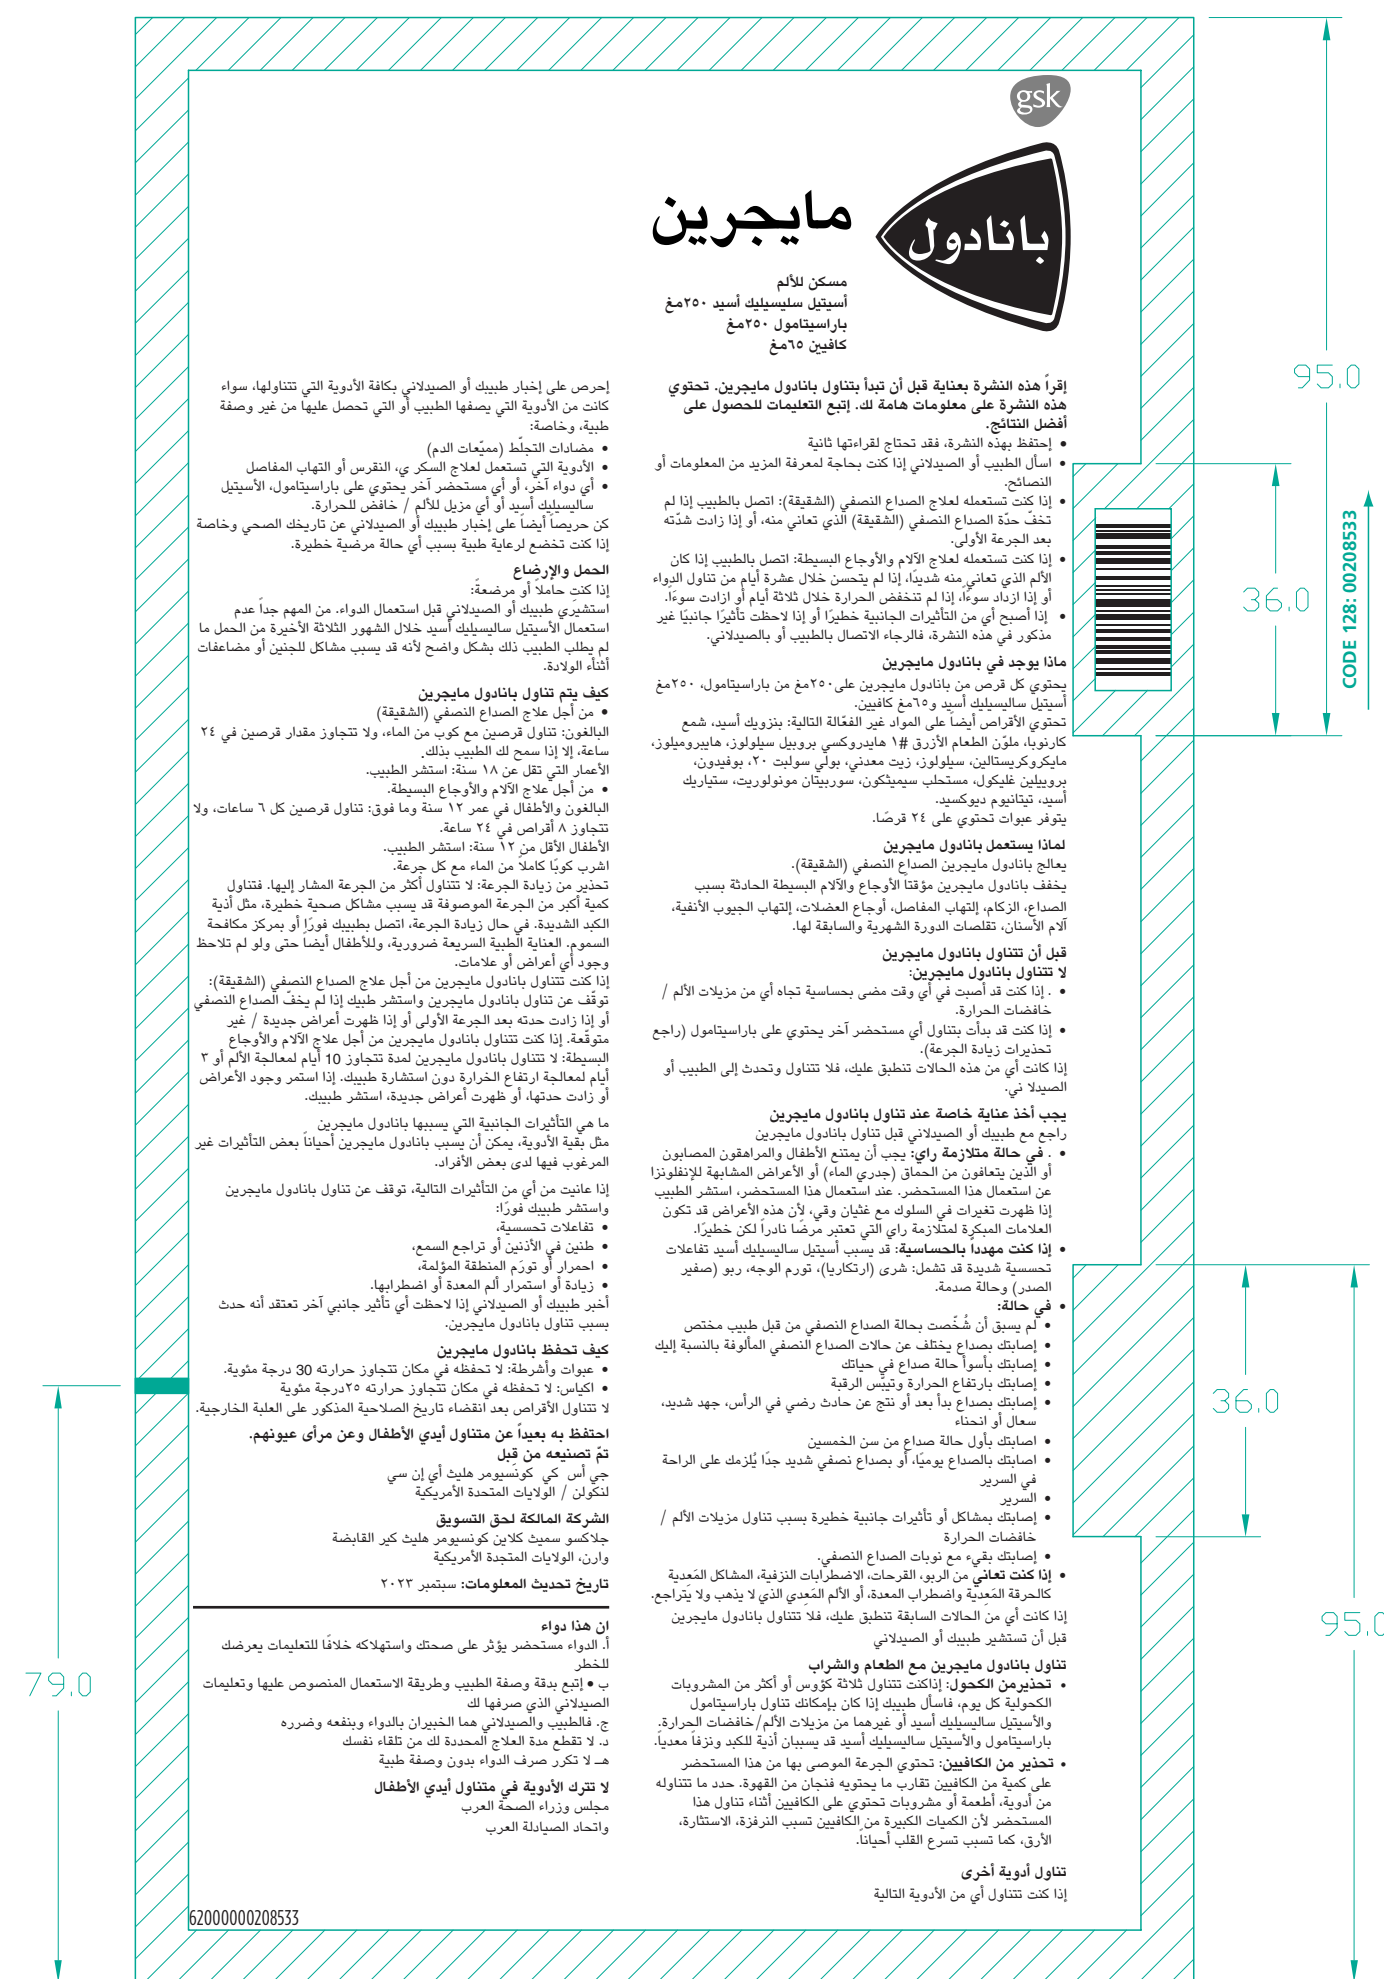 gsk
بانادول
مايجرين
مسكن للألم
أسيتيل سليسيليك أسيد ٢٥٠مغ
باراسيتامول ٢٥٠مغ
كافيين ٦٥مغ
إقرأ هذه النشرة بعناية قبل أن تبدأ بتناول بانادول مايجرين. تحتوي
هذه النشرة على معلومات هامة لك. إتبع التعليمات للحصول على
أفضل النتائج.
• إحتفظ بهذه النشرة، فقد تحتاج لقراءتها ثانية
• اسأل الطبيب أو الصيدلاني إذا كنت بحاجة لمعرفة المزيد من المعلومات أو
النصائح.
• إذا كنت تستعمله لعلاج الصداع النصفي (الشقيقة): اتصل بالطبيب إذا لم
تخفّ حدّة الصداع النصفي (الشقيقة) الذي تعاني منه، أو إذا زادت شدّته
بعد الجرعة الأولى.
• إذا كنت تستعمله لعلاج الآلام والأوجاع البسيطة: اتصل بالطبيب إذا كان
الألم الذي تعاني منه شديدًا، إذا لم يتحسن خلال عشرة أيام من تناول الدواء
أو إذا ازداد سوءًا، إذا لم تنخفض الحرارة خلال ثلاثة أيام أو ازادت سوءًا.
• إذا أصبح أي من التأثيرات الجانبية خطيرًا أو إذا لاحظت تأثيرًا جانبيًا غير
مذكور في هذه النشرة، فالرجاء الاتصال بالطبيب أو بالصيدلاني.
ماذا يوجد في بانادول مايجرين
يحتوي كل قرص من بانادول مايجرين على٢٥٠مغ من باراسيتامول، ٢٥٠مغ
أسيتيل ساليسيليك أسيد و٦٥مغ كافيين.
تحتوي الأقراص أيضاً على المواد غير الفعّالة التالية: بنزويك أسيد، شمع
كارنوبا، ملوّن الطعام الأزرق #١ هايدروكسي بروبيل سيلولوز، هايبروميلوز،
مايكروكريستالين، سيلولوز، زيت معدني، بولي سولبت ٢٠، بوفيدون،
بروبيلين غليكول، مستحلب سيميثكون، سوربيتان مونولوريت، ستياريك
أسيد، تيتانيوم ديوكسيد.
يتوفر عبوات تحتوي على ٢٤ قرصًا.
لماذا يستعمل بانادول مايجرين
يعالج بانادول مايجرين الصداع النصفي (الشقيقة).
يخفف بانادول مايجرين مؤقتاً الأوجاع والآلام البسيطة الحادثة بسبب
الصداع، الزكام، إلتهاب المفاصل، أوجاع العضلات، إلتهاب الجيوب الأنفية،
آلام الأسنان، تقلصات الدورة الشهرية والسابقة لها.
قبل أن تتناول بانادول مايجرين
لا تتناول بانادول مايجرين:
• . إذا كنت قد أصبت في أي وقت مضى بحساسية تجاه أي من مزيلات الألم /
خافضات الحرارة.
• إذا كنت قد بدأت بتناول أي مستحضر آخر يحتوي على باراسيتامول (راجع
تحذيرات زيادة الجرعة).
إذا كانت أي من هذه الحالات تنطبق عليك، فلا تتناول وتحدث إلى الطبيب أو
الصيدلا ني.
يجب أخذ عناية خاصة عند تناول بانادول مايجرين
راجع مع طبيبك أو الصيدلاني قبل تناول بانادول مايجرين
• . في حالة متلازمة راي: يجب أن يمتنع الأطفال والمراهقون المصابون
أو الذين يتعافون من الحماق (جدري الماء) أو الأعراض المشابهة للإنفلونزا
عن استعمال هذا المستحضر. عند استعمال هذا المستحضر، استشر الطبيب
إذا ظهرت تغيرات في السلوك مع غثيان وقي، لأن هذه الأعراض قد تكون
العلامات المبكرة لمتلازمة راي التي تعتبر مرضًا نادراً لكن خطيرًا.
• إذا كنت مهدداً بالحساسية: قد يسبب أسيتيل ساليسيليك أسيد تفاعلات
تحسسية شديدة قد تشمل: شرى (ارتكاريا)، تورم الوجه، ربو (صفير
الصدر) وحالة صدمة.
• في حالة:
• لم يسبق أن شُخّصت بحالة الصداع النصفي من قبل طبيب مختص
• إصابتك بصداع يختلف عن حالات الصداع النصفي المألوفة بالنسبة إليك
• إصابتك بأسوأ حالة صداع في حياتك
• إصابتك بارتفاع الحرارة وتيبّس الرقبة
• إصابتك بصداع بدأ بعد أو نتج عن حادث رضي في الرأس، جهد شديد،
سعال أو انحناء
• اصابتك بأول حالة صداع من سن الخمسين
• اصابتك بالصداع يوميًا، أو بصداع نصفي شديد جدًا يُلزمك على الراحة
في السرير
• السرير
• إصابتك بمشاكل أو تأثيرات جانبية خطيرة بسبب تناول مزيلات الألم /
خافضات الحرارة
• إصابتك بقيء مع نوبات الصداع النصفي.
• إذا كنت تعاني من الربو، القرحات، الاضطرابات النزفية، المشاكل المَعدية
كالحرقة المَعِدية واضطراب المعدة، أو الألم المَعِدي الذي لا يذهب ولا يَتراجع.
إذا كانت أي من الحالات السابقة تنطبق عليك، فلا تتناول بانادول مايجرين
قبل أن تستشير طبيبك أو الصيدلاني
تناول بانادول مايجرين مع الطعام والشراب
• تحذيرمن الكحول: إذاكنت تتناول ثلاثة كؤوس أو أكثر من المشروبات
الكحولية كل يوم، فاسأل طبيبك إذا كان بإمكانك تناول باراسيتامول
والأسيتيل ساليسيليك أسيد أو غيرهما من مزيلات الألم/خافضات الحرارة.
باراسيتامول والأسيتيل ساليسيليك أسيد قد يسببان أذية للكبد ونزفاً معدياً.
• تحذير من الكافيين: تحتوي الجرعة الموصى بها من هذا المستحضر
على كمية من الكافيين تقارب ما يحتويه فنجان من القهوة. حدد ما تتناوله
من أدوية، أطعمة أو مشروبات تحتوي على الكافيين أثناء تناول هذا
المستحضر لأن الكميات الكبيرة من الكافيين تسبب النرفزة، الاستثارة،
الأرق، كما تسبب تسرع القلب أحياناً.
تناول أدوية أخرى
إذا كنت تتناول أي من الأدوية التالية
إحرص على إخبار طبيبك أو الصيدلاني بكافة الأدوية التي تتناولها، سواء
كانت من الأدوية التي يصفها الطبيب أو التي تحصل عليها من غير وصفة
طبية، وخاصة:
• مضادات التجلّط (مميّعات الدم)
• الأدوية التي تستعمل لعلاج السكر ي، النقرس أو التهاب المفاصل
• أي دواء آخر، أو أي مستحضر آخر يحتوي على باراسيتامول، الأسيتيل
ساليسيليك أسيد أو أي مزيل للألم / خافض للحرارة.
كن حريصاً أيضاً على إخبار طبيبك أو الصيدلاني عن تاريخك الصحي وخاصة
إذا كنت تخضع لرعاية طبية بسبب أي حالة مرضية خطيرة.
الحمل والإرضاع
إذا كنتِ حاملاً أو مرضعةً:
استشيري طبيبك أو الصيدلاني قبل استعمال الدواء. من المهم جداً عدم
استعمال الأسيتيل ساليسيليك أسيد خلال الشهور الثلاثة الأخيرة من الحمل ما
لم يطلب الطبيب ذلك بشكل واضح لأنه قد يسبب مشاكل للجنين أو مضاعفات
أثناء الولادة.
كيف يتم تناول بانادول مايجرين
• من أجل علاج الصداع النصفي (الشقيقة)
البالغون: تناول قرصين مع كوب من الماء، ولا تتجاوز مقدار قرصين في ٢٤
ساعة، إلا إذا سمح لك الطبيب بذلك.
الأعمار التي تقل عن ١٨ سنة: استشر الطبيب.
• من أجل علاج الآلام والأوجاع البسيطة.
البالغون والأطفال في عمر ١٢ سنة وما فوق: تناول قرصين كل ٦ ساعات، ولا
تتجاوز ٨ أقراص في ٢٤ ساعة.
الأطفال الأقل من ١٢ سنة: استشر الطبيب.
اشرب كوبًا كاملاً من الماء مع كل جرعة.
تحذير من زيادة الجرعة: لا تتناول أكثر من الجرعة المشار إليها. فتناول
كمية أكبر من الجرعة الموصوفة قد يسبب مشاكل صحية خطيرة، مثل أذية
الكبد الشديدة. في حال زيادة الجرعة، اتصل بطبيبك فورًا أو بمركز مكافحة
السموم. العناية الطبية السريعة ضرورية، وللأطفال أيضاً حتى ولو لم تلاحظ
وجود أي أعراض أو علامات.
إذا كنت تتناول بانادول مايجرين من أجل علاج الصداع النصفي (الشقيقة):
توقّف عن تناول بانادول مايجرين واستشر طبيك إذا لم يخفّ الصداع النصفي
أو إذا زادت حدته بعد الجرعة الأولى أو إذا ظهرت أعراض جديدة / غير
متوقّعة. إذا كنت تتناول بانادول مايجرين من أجل علاج الآلام والأوجاع
البسيطة: لا تتناول بانادول مايجرين لمدة تتجاوز 10 أيام لمعالجة الألم أو ٣
أيام لمعالجة ارتفاع الخرارة دون استشارة طبيبك. إذا استمر وجود الأعراض
أو زادت حدتها، أو ظهرت أعراض جديدة، استشر طبيبك.
ما هي التأثيرات الجانبية التي يسببها بانادول مايجرين
مثل بقية الأدوية، يمكن أن يسبب بانادول مايجرين أحياناً بعض التأثيرات غير
المرغوب فيها لدى بعض الأفراد.
إذا عانيت من أي من التأثيرات التالية، توقف عن تناول بانادول مايجرين
واستشر طبيبك فورًا:
• تفاعلات تحسسية،
• طنين في الأذنين أو تراجع السمع،
• احمرار أو تورَم المنطقة المؤلمة،
• زيادة أو استمرار ألم المعدة أو اضطرابها.
أخبر طبيبك أو الصيدلاني إذا لاحظت أي تأثير جانبي آخر تعتقد أنه حدث
بسبب تناول بانادول مايجرين.
كيف تحفظ بانادول مايجرين
• عبوات وأشرطة: لا تحفظه في مكان تتجاوز حرارته 30 درجة مئوية.
• اكياس: لا تحفظه في مكان تتجاوز حرارته ٢٥درجة مئوية
لا تتناول الأقراص بعد انقضاء تاريخ الصلاحية المذكور على العلبة الخارجية.
احتفظ به بعيداً عن متناول أيدي الأطفال وعن مرأى عيونهم.
تمّ تصنيعه من قِبل
جي أس كي كونسيومر هليث أي إن سي
لنكولن / الولايات المتحدة الأمريكية
الشركة المالكة لحق التسويق
جلاكسو سميث كلاين كونسيومر هليث كير القابضة
وارن، الولايات المتجدة الأمريكية
تاريخ تحديث المعلومات: سبتمبر ٢٠٢٣
ان هذا دواء
أ. الدواء مستحضر يؤثر على صحتك واستهلاكه خلافًا للتعليمات يعرضك
للخطر
ب • إتبع بدقة وصفة الطبيب وطريقة الاستعمال المنصوص عليها وتعليمات
الصيدلاني الذي صرفها لك
ج. فالطبيب والصيدلاني هما الخبيران بالدواء وبنفعه وضرره
د. لا تقطع مدة العلاج المحددة لك من تلقاء نفسك
هـ. لا تكرر صرف الدواء بدون وصفة طبية
لا تترك الأدوية في متناول أيدي الأطفال
مجلس وزراء الصحة العرب
واتحاد الصيادلة العرب
62000000208533
95.0
36.0
CODE 128: 00208533
36.0
95.0
79.0